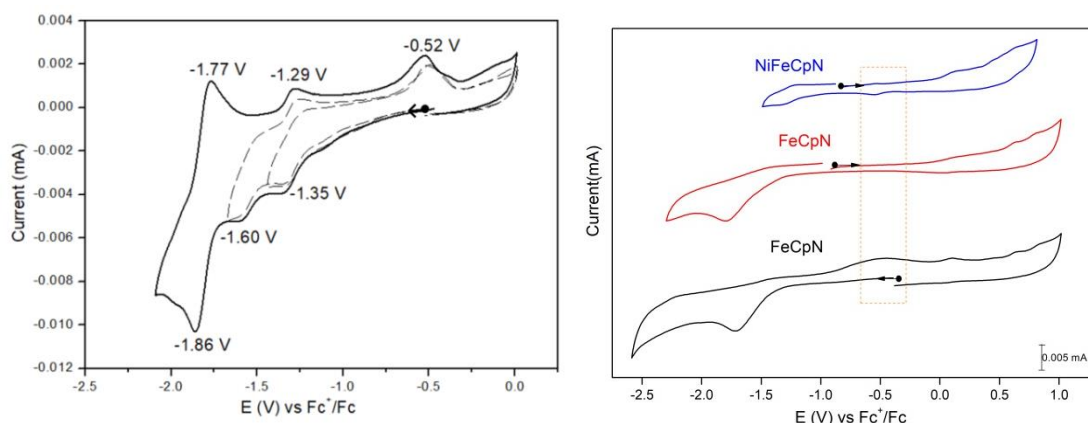 0.004
0.002
0.000
-0.002
-0.004
-0.006
-0.008
-0.010
-0.012
Current (mA)
-1.77 V
-1.29 V
-0.52 V
-1.35 V
-1.60 V
-1.86 V
-2.5
-2.0
-1.5
-1.0
-0.5
0.0
E (V) vs Fc⁺/Fc
Current(mA)
NiFeCpN
FeCpN
FeCpN
0.005 mA
-2.5
-2.0
-1.5
-1.0
-0.5
0.0
0.5
1.0
E (V) vs Fc⁺/Fc